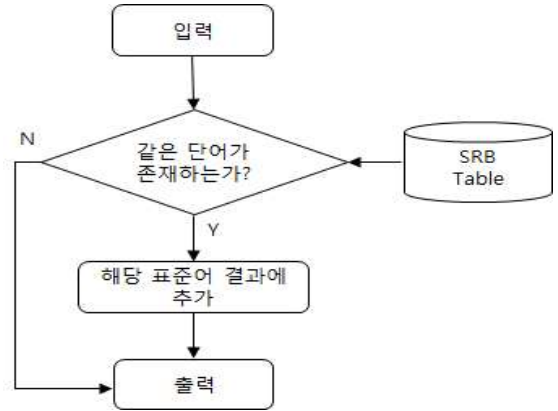 입력
N
같은 단어가
존재하는가?
SRB
Table
Y
해당 표준어 결과에
추가
출력